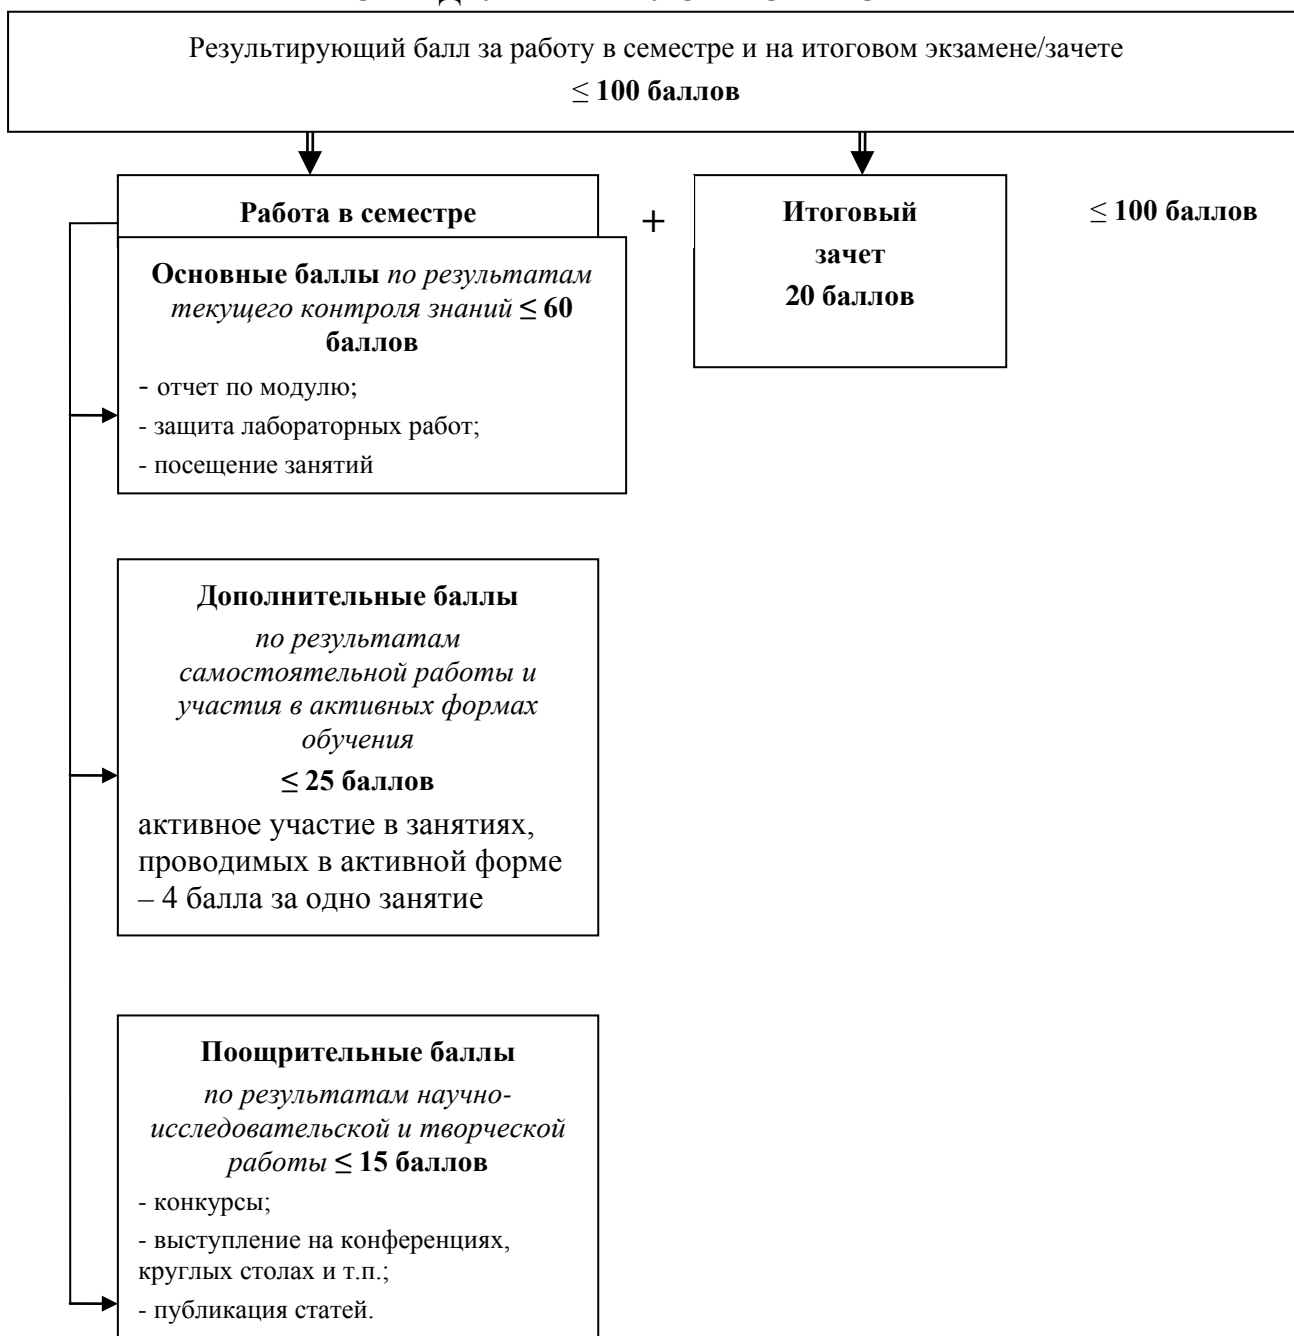 Результирующий балл за работу в семестре и на итоговом экзамене/зачете
≤ 100 баллов
Работа в семестре
+
Итоговый
зачет
20 баллов
≤ 100 баллов
Основные баллы по результатам
текущего контроля знаний ≤ 60
баллов
- отчет по модулю;
- защита лабораторных работ;
- посещение занятий
Дополнительные баллы
по результатам
самостоятельной работы и
участия в активных формах
обучения
≤ 25 баллов
активное участие в занятиях,
проводимых в активной форме
– 4 балла за одно занятие
Поощрительные баллы
по результатам научно-
исследовательской и творческой
работы ≤ 15 баллов
- конкурсы;
- выступление на конференциях,
круглых столах и т.п.;
- публикация статей.